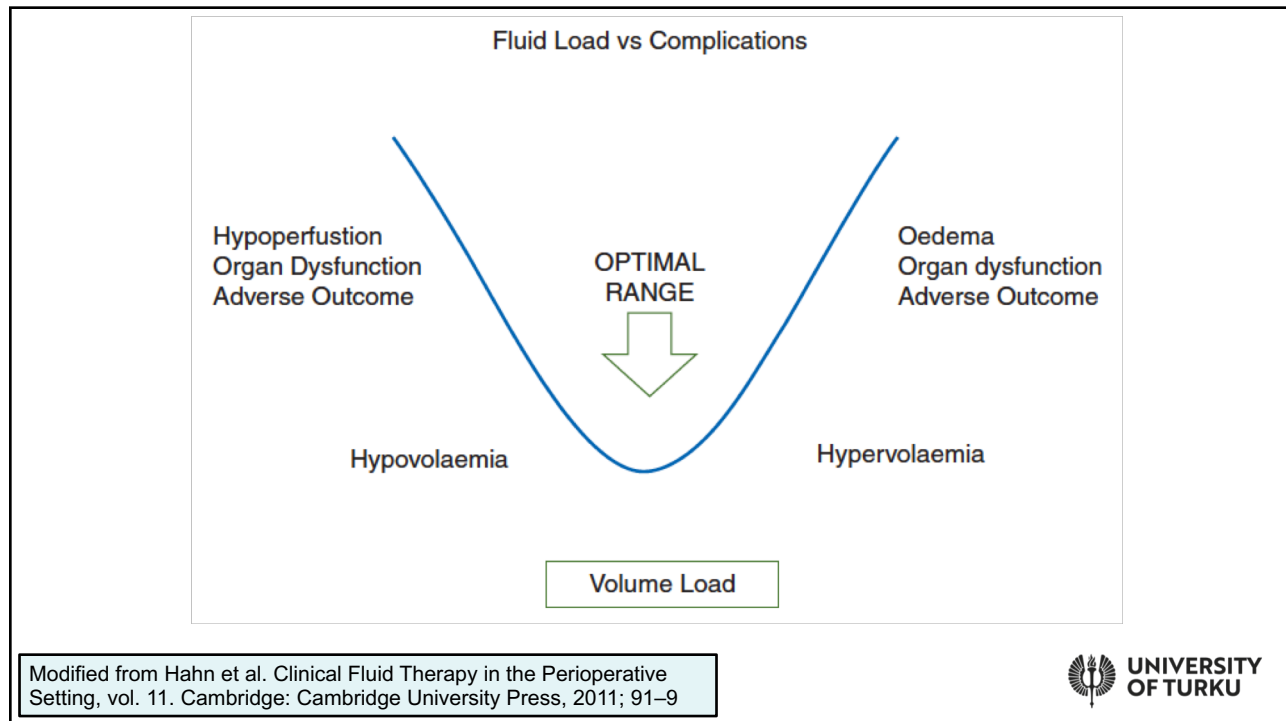 Fluid Load vs Complications
Hypoperfustion
Organ Dysfunction
Adverse Outcome
OPTIMAL
RANGE
Oedema
Organ dysfunction
Adverse Outcome
Hypovolaemia
Hypervolaemia
Volume Load
Modified from Hahn et al. Clinical Fluid Therapy in the Perioperative
Setting, vol. 11. Cambridge: Cambridge University Press, 2011; 91–9
UNIVERSITY
OF TURKU